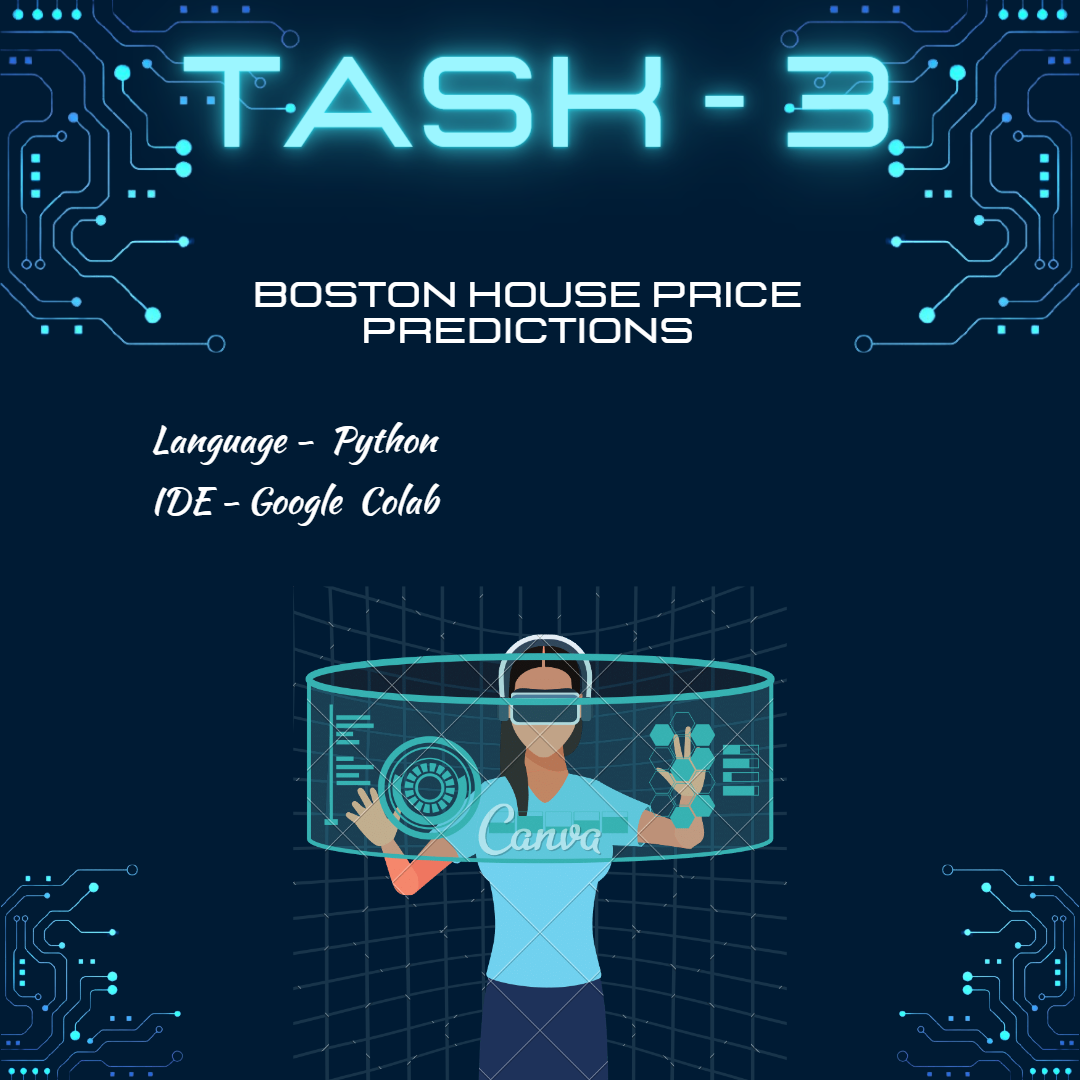 TASK - 3
BOSTON HOUSE PRICE
PREDICTIONS
Language - Python
IDE - Google Colab
Canva